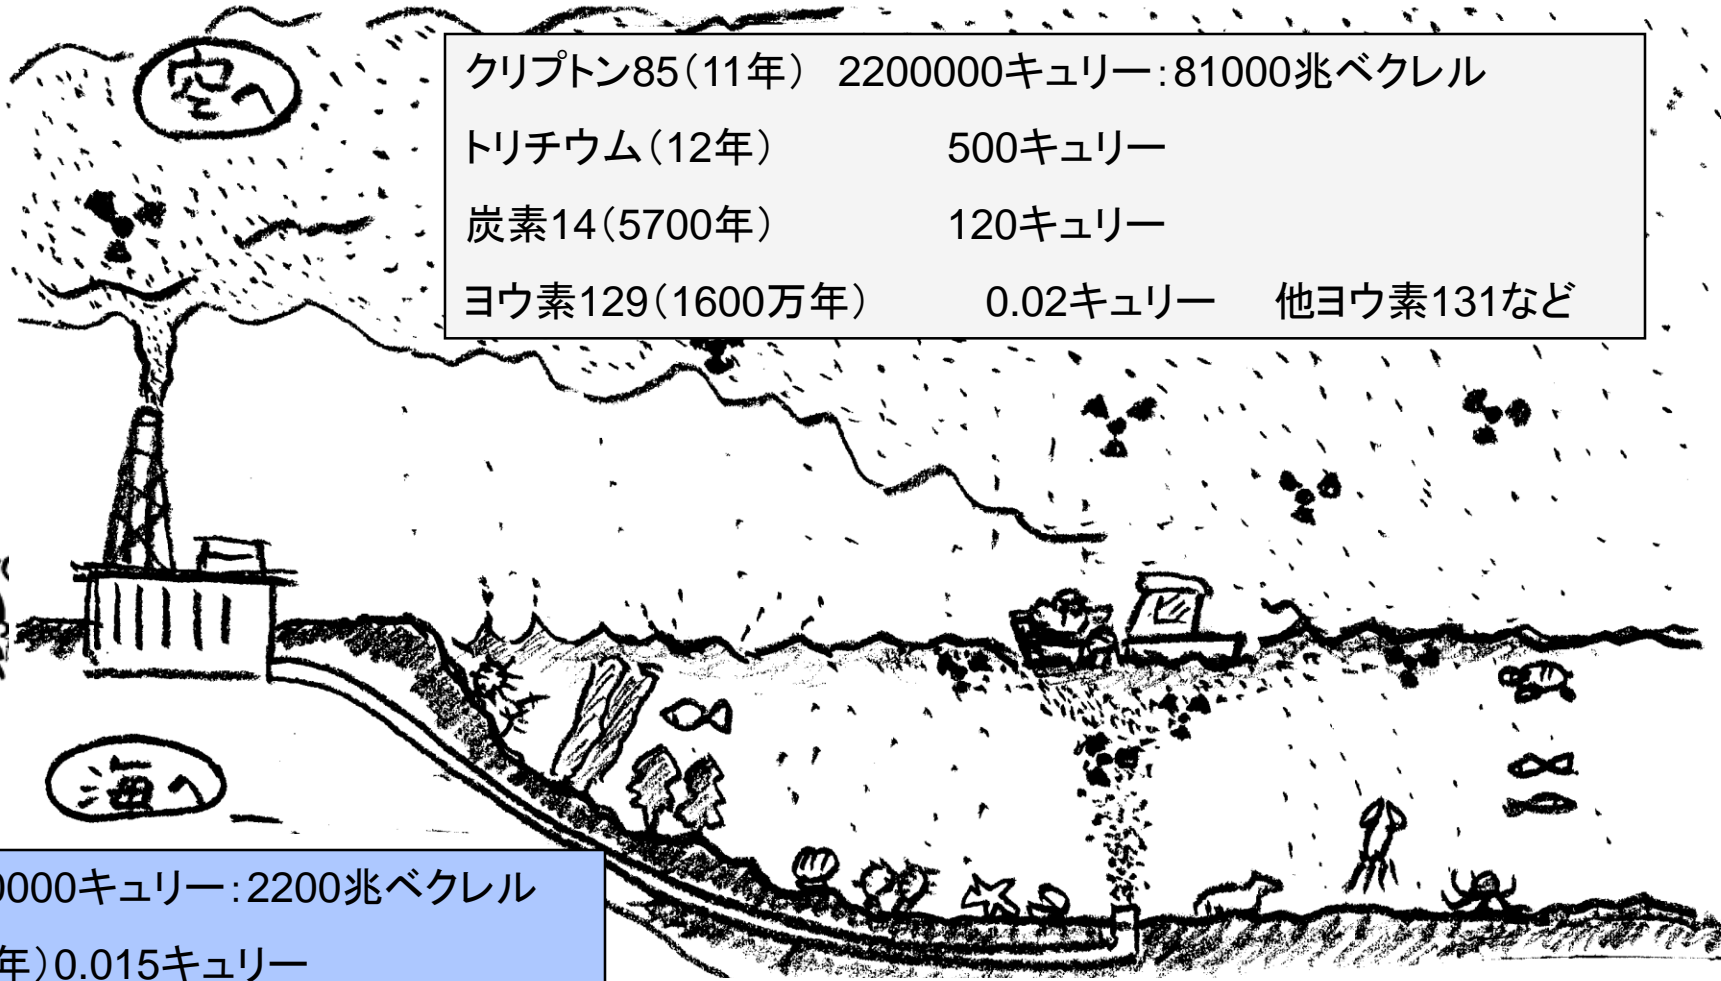 空へ
クリプトン85(11年) 2200000キュリー:81000兆ベクレル
トリチウム(12年) 500キュリー
炭素14(5700年) 120キュリー
ヨウ素129(1600万年) 0.02キュリー 他ヨウ素131など
海へ
0000キュリー:2200兆ベクレル
年)0.015キュリー